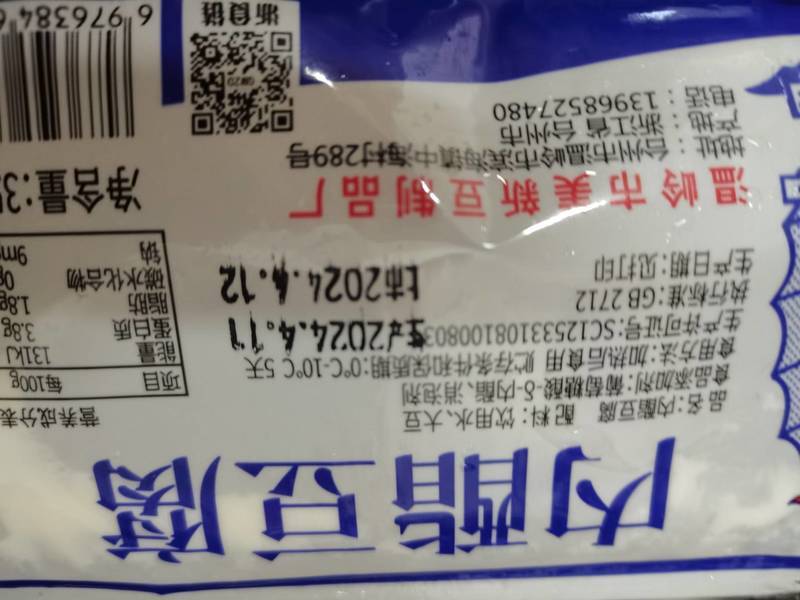 内酯豆腐
品名:内酯豆腐 配 料:饮用水、大豆
食品添加剂:葡萄糖酸-δ-内酯、消泡剂
食用方法:加热后食用 贮存条件和保质期:0°C-10°C 5天
生产许可证号:SC12533108100803
生2024.4.11
执行标准:GB 2712
生产日期:见打印
上市2024.4.12
营养成分表
项目 每100g
能量 131kJ
蛋白质 3.8g
脂肪 1.8g
碳水化合物 0g
钠 9mg
温岭市美新豆制品厂
净含量:3
地址:台州市温岭市滨海镇中海村289号
产地:浙江省 台州市
电话:13968527480
浙食链
6 976384 6